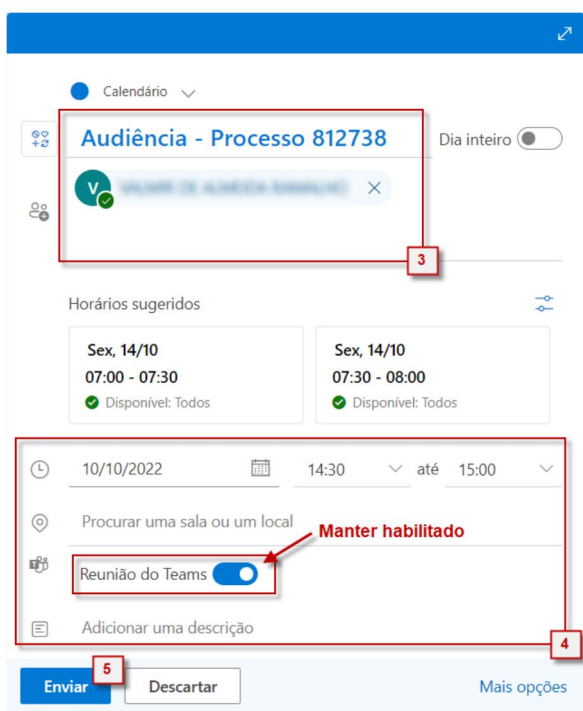 Calendário
Audiência - Processo 812738
Dia inteiro
V
3
Horários sugeridos
Sex, 14/10
07:00 - 07:30
Disponível: Todos
Sex, 14/10
07:30 - 08:00
Disponível: Todos
10/10/2022 14:30 até 15:00
Procurar uma sala ou um local
Manter habilitado
Reunião do Teams
Adicionar uma descrição
4
5
Enviar Descartar Mais opções